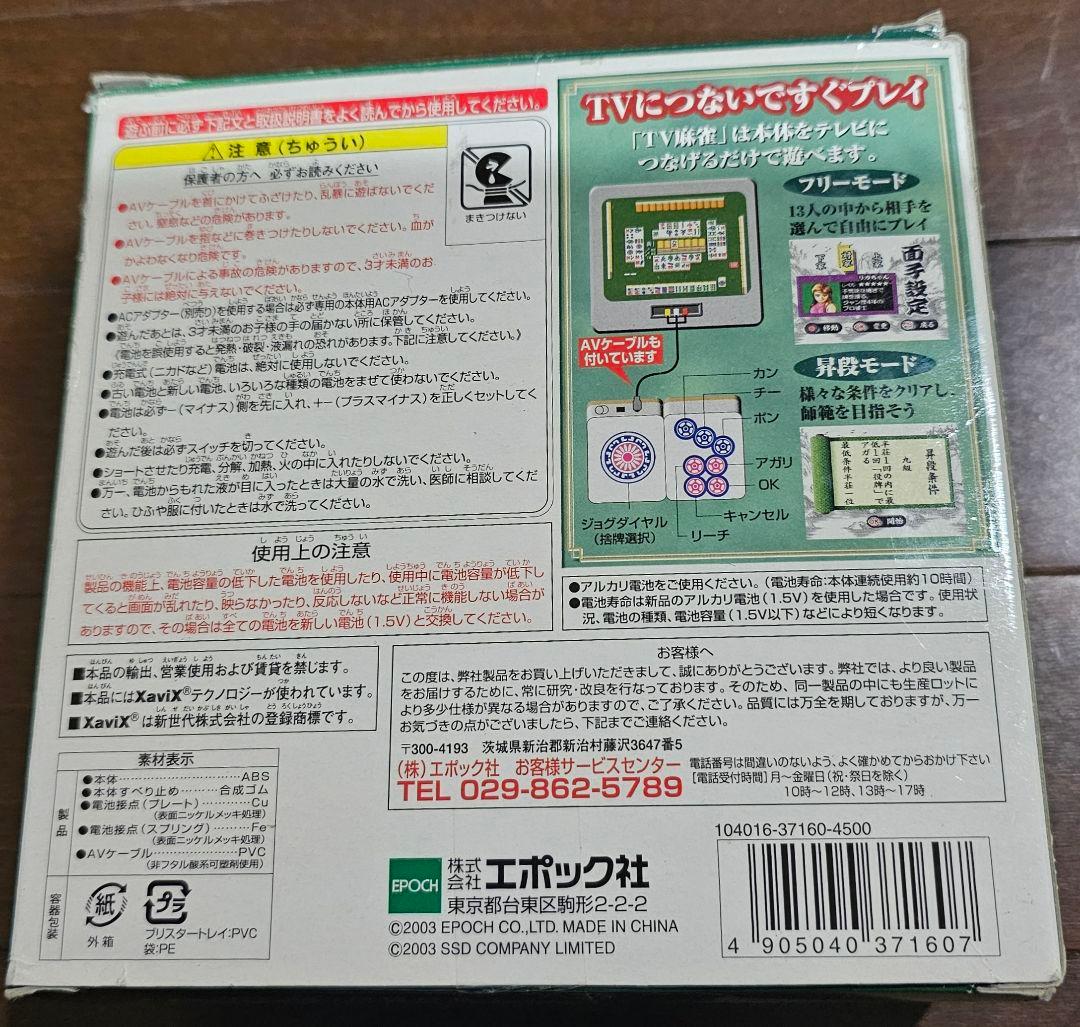 遊ぶ前に必ず下記文と取扱説明書をよく読んでから使用してください。
⚠注意(ちゅうい)
保護者の方へ 必ずお読みください
●AVケーブルを首にかけてふざけたり、乱暴に遊ばないでくだ
さい。窒息などの危険があります。
●AVケーブルを指などに巻きつけたりしないでください。血が
かよわなくなり危険です。
●AVケーブルによる事故の危険がありますので、3才未満のお
子様には絶対に与えないでください。
まきつけない
●ACアダプター(別売り)を使用する場合は必ず専用の本体用ACアダプターを使用してください。
●遊んだあとは、3才未満のお子様の手の届かない所に保管してください。
《電池を誤使用すると発熱・破裂・液漏れの恐れがあります。下記に注意してください。》
●充電式(ニカドなど)電池は、絶対に使用しないでください。
●古い電池と新しい電池、いろいろな種類の電池をまぜて使わないでください。
●電池は必ず−(マイナス)側を先に入れ、+−(プラスマイナス)を正しくセットしてく
ださい。
●遊んだ後は必ずスイッチを切ってください。
●ショートさせたり充電、分解、加熱、火の中に入れたりしないでください。
●万一、電池からもれた液が目に入ったときは大量の水で洗い、医師に相談してくだ
さい。ひふや服に付いたときは水で洗ってください。
使用上の注意
製品の機能上、電池容量の低下した電池を使用したり、使用中に電池容量が低下し
てくると画面が乱れたり、映らなかったり、反応しないなど正常に機能しない場合が
ありますので、その場合は全ての電池を新しい電池(1.5V)と交換してください。
■本品の輸出、営業使用および賃貸を禁じます。
■本品にはXaviX®テクノロジーが使われています。
■XaviX®は新世代株式会社の登録商標です。
TVにつないですぐプレイ
「TV麻雀」は本体をテレビに
つなげるだけで遊べます。
フリーモード
13人の中から相手を
選んで自由にプレイ
面子設定
りかちゃん
レベル ★★★★★
移動
変更
戻る
昇段モード
様々な条件をクリアし、
師範を目指そう
昇段条件
九級
半荘1回の内に最
低1回「役牌」で
アガる
最低条件半荘一位
開始
AVケーブルも
付いています
カン
チー
ポン
アガリ
OK
キャンセル
リーチ
ジョグダイヤル
(捨牌選択)
●アルカリ電池をご使用ください。(電池寿命:本体連続使用約10時間)
●電池寿命は新品のアルカリ電池(1.5V)を使用した場合です。使用状
況、電池の種類、電池容量(1.5V以下)などにより短くなります。
お客様へ
この度は、弊社製品をお買い上げいただきまして、誠にありがとうございます。弊社では、より良い製品
をお届けするために、常に研究・改良を行なっております。そのため、同一製品の中にも生産ロットに
より多少仕様が異なる場合がありますので、ご了承ください。品質には万全を期しておりますが、万一
お気づきの点がございましたら、下記までご連絡ください。
〒300-4193 茨城県新治郡新治村藤沢3647番5
(株)エポック社 お客様サービスセンター
TEL 029-862-5789
電話番号は間違いのないよう、よく確かめてからおかけ下さい
[電話受付時間]月〜金曜日(祝・祭日を除く)
10時〜12時、13時〜17時
素材表示
製品
●本体…………………ABS
●本体すべり止め………合成ゴム
●電池接点(プレート)………Cu
(表面ニッケルメッキ処理)
●電池接点(スプリング)………Fe
(表面ニッケルメッキ処理)
●AVケーブル……………PVC
(非フタル酸系可塑剤使用)
容器包装
紙
外箱
プラ
ブリスタートレイ:PVC
袋:PE
EPOCH
株式会社エポック社
東京都台東区駒形2-2-2
©2003 EPOCH CO.,LTD. MADE IN CHINA
©2003 SSD COMPANY LIMITED
104016-37160-4500
4 905040 371607